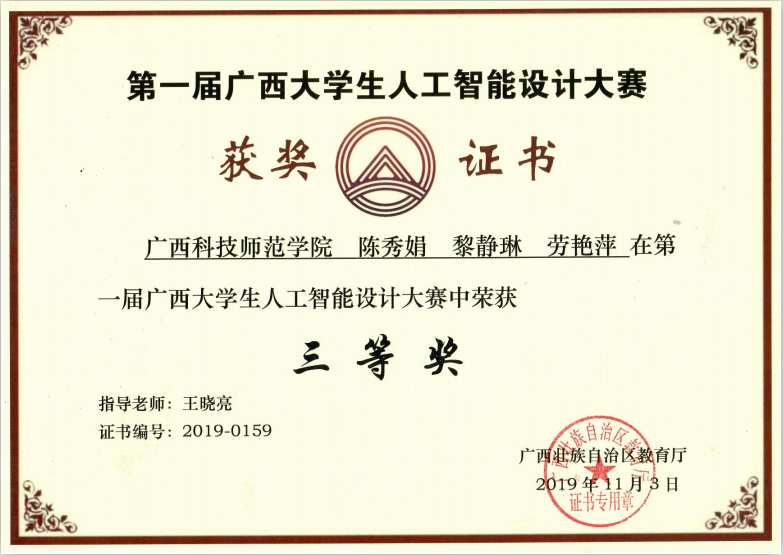 第一届广西大学生人工智能设计大赛
获奖 证书
广西科技师范学院 陈秀娟 黎静琳 劳艳萍 在第
一届广西大学生人工智能设计大赛中荣获
三等奖
指导老师：王晓亮
证书编号：2019-0159
广西壮族自治区教育厅
2019年11月3日
广西壮族自治区教育厅
证书专用章